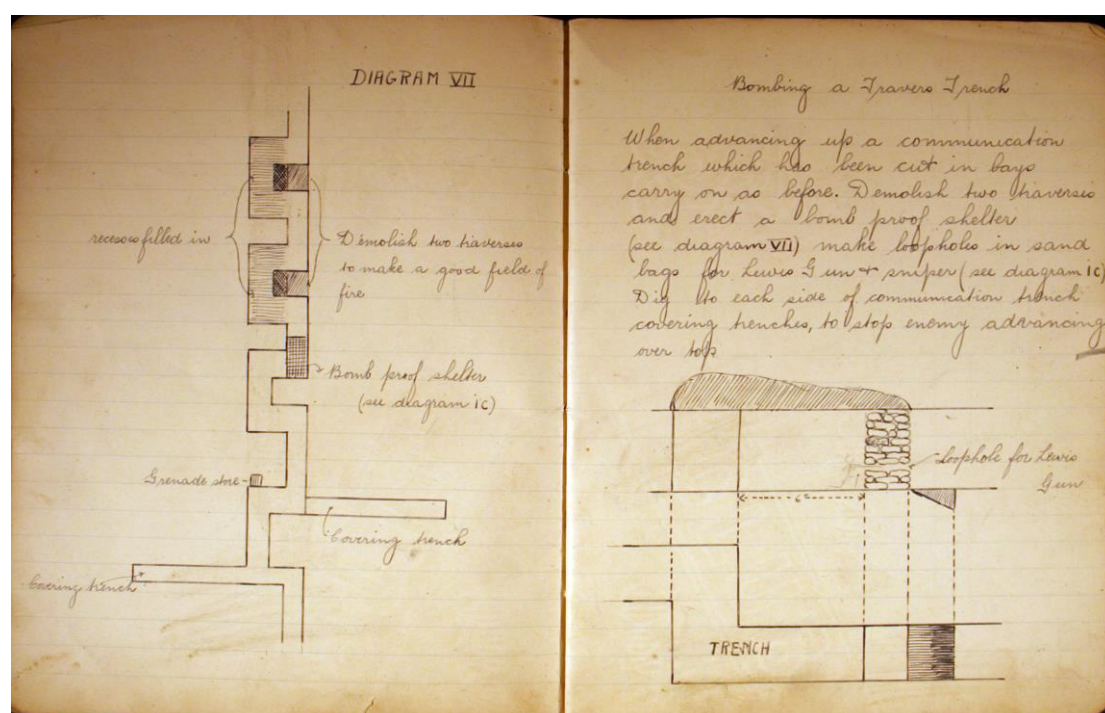 DIAGRAM VII
recesses filled in
Demolish two traverses
to make a good field of
fire
Bomb proof shelter
(see diagram 1C)
Grenade store
Covering trench
Covering trench
Bombing a Travers Trench
When advancing up a communication
trench which has been cut in bays
carry on as before. Demolish two traverses
and erect a bomb proof shelter
(see diagram VII) make loopholes in sand
bags for Lewis Gun + sniper (see diagram 1C)
Dig to each side of communication trench
covering trenches, to stop enemy advancing
over top
Loophole for Lewis
Gun
6'
TRENCH